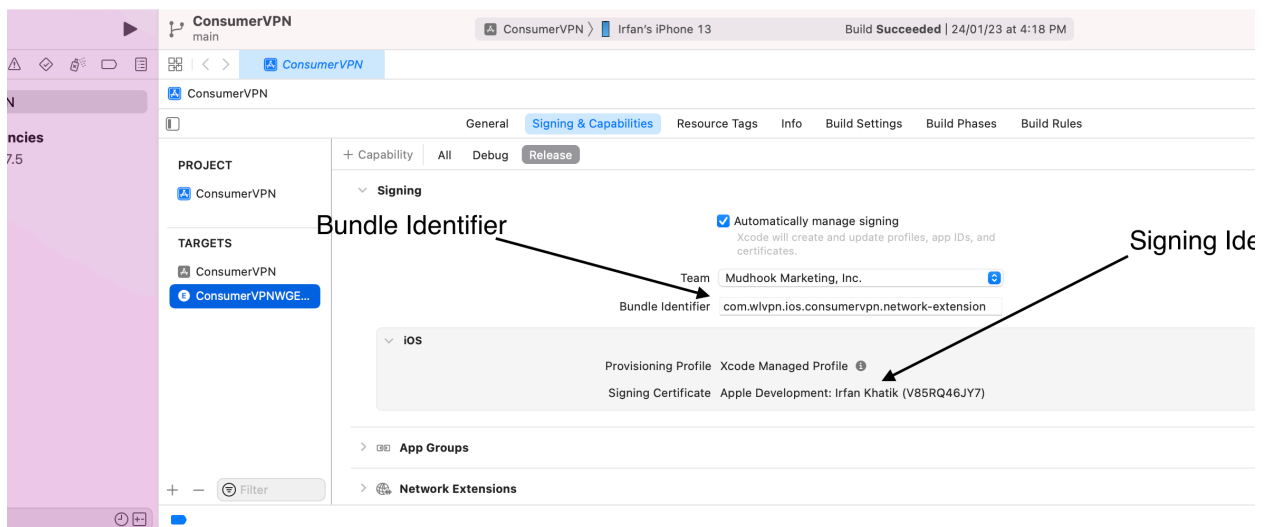 ConsumerVPN
main
ConsumerVPN 〉 Irfan's iPhone 13
Build Succeeded | 24/01/23 at 4:18 PM
ConsumerVPN
N
ConsumerVPN
ncies
7.5
General Signing & Capabilities Resource Tags Info Build Settings Build Phases Build Rules
+ Capability All Debug Release
PROJECT
ConsumerVPN
TARGETS
ConsumerVPN
ConsumerVPNWGE...
Signing
Bundle Identifier
Automatically manage signing
Xcode will create and update profiles, app IDs, and
certificates.
Signing Ide
Team Mudhook Marketing, Inc.
Bundle Identifier com.wlvpn.ios.consumervpn.network-extension
iOS
Provisioning Profile Xcode Managed Profile
Signing Certificate Apple Development: Irfan Khatik (V85RQ46JY7)
App Groups
Network Extensions
+ − Filter